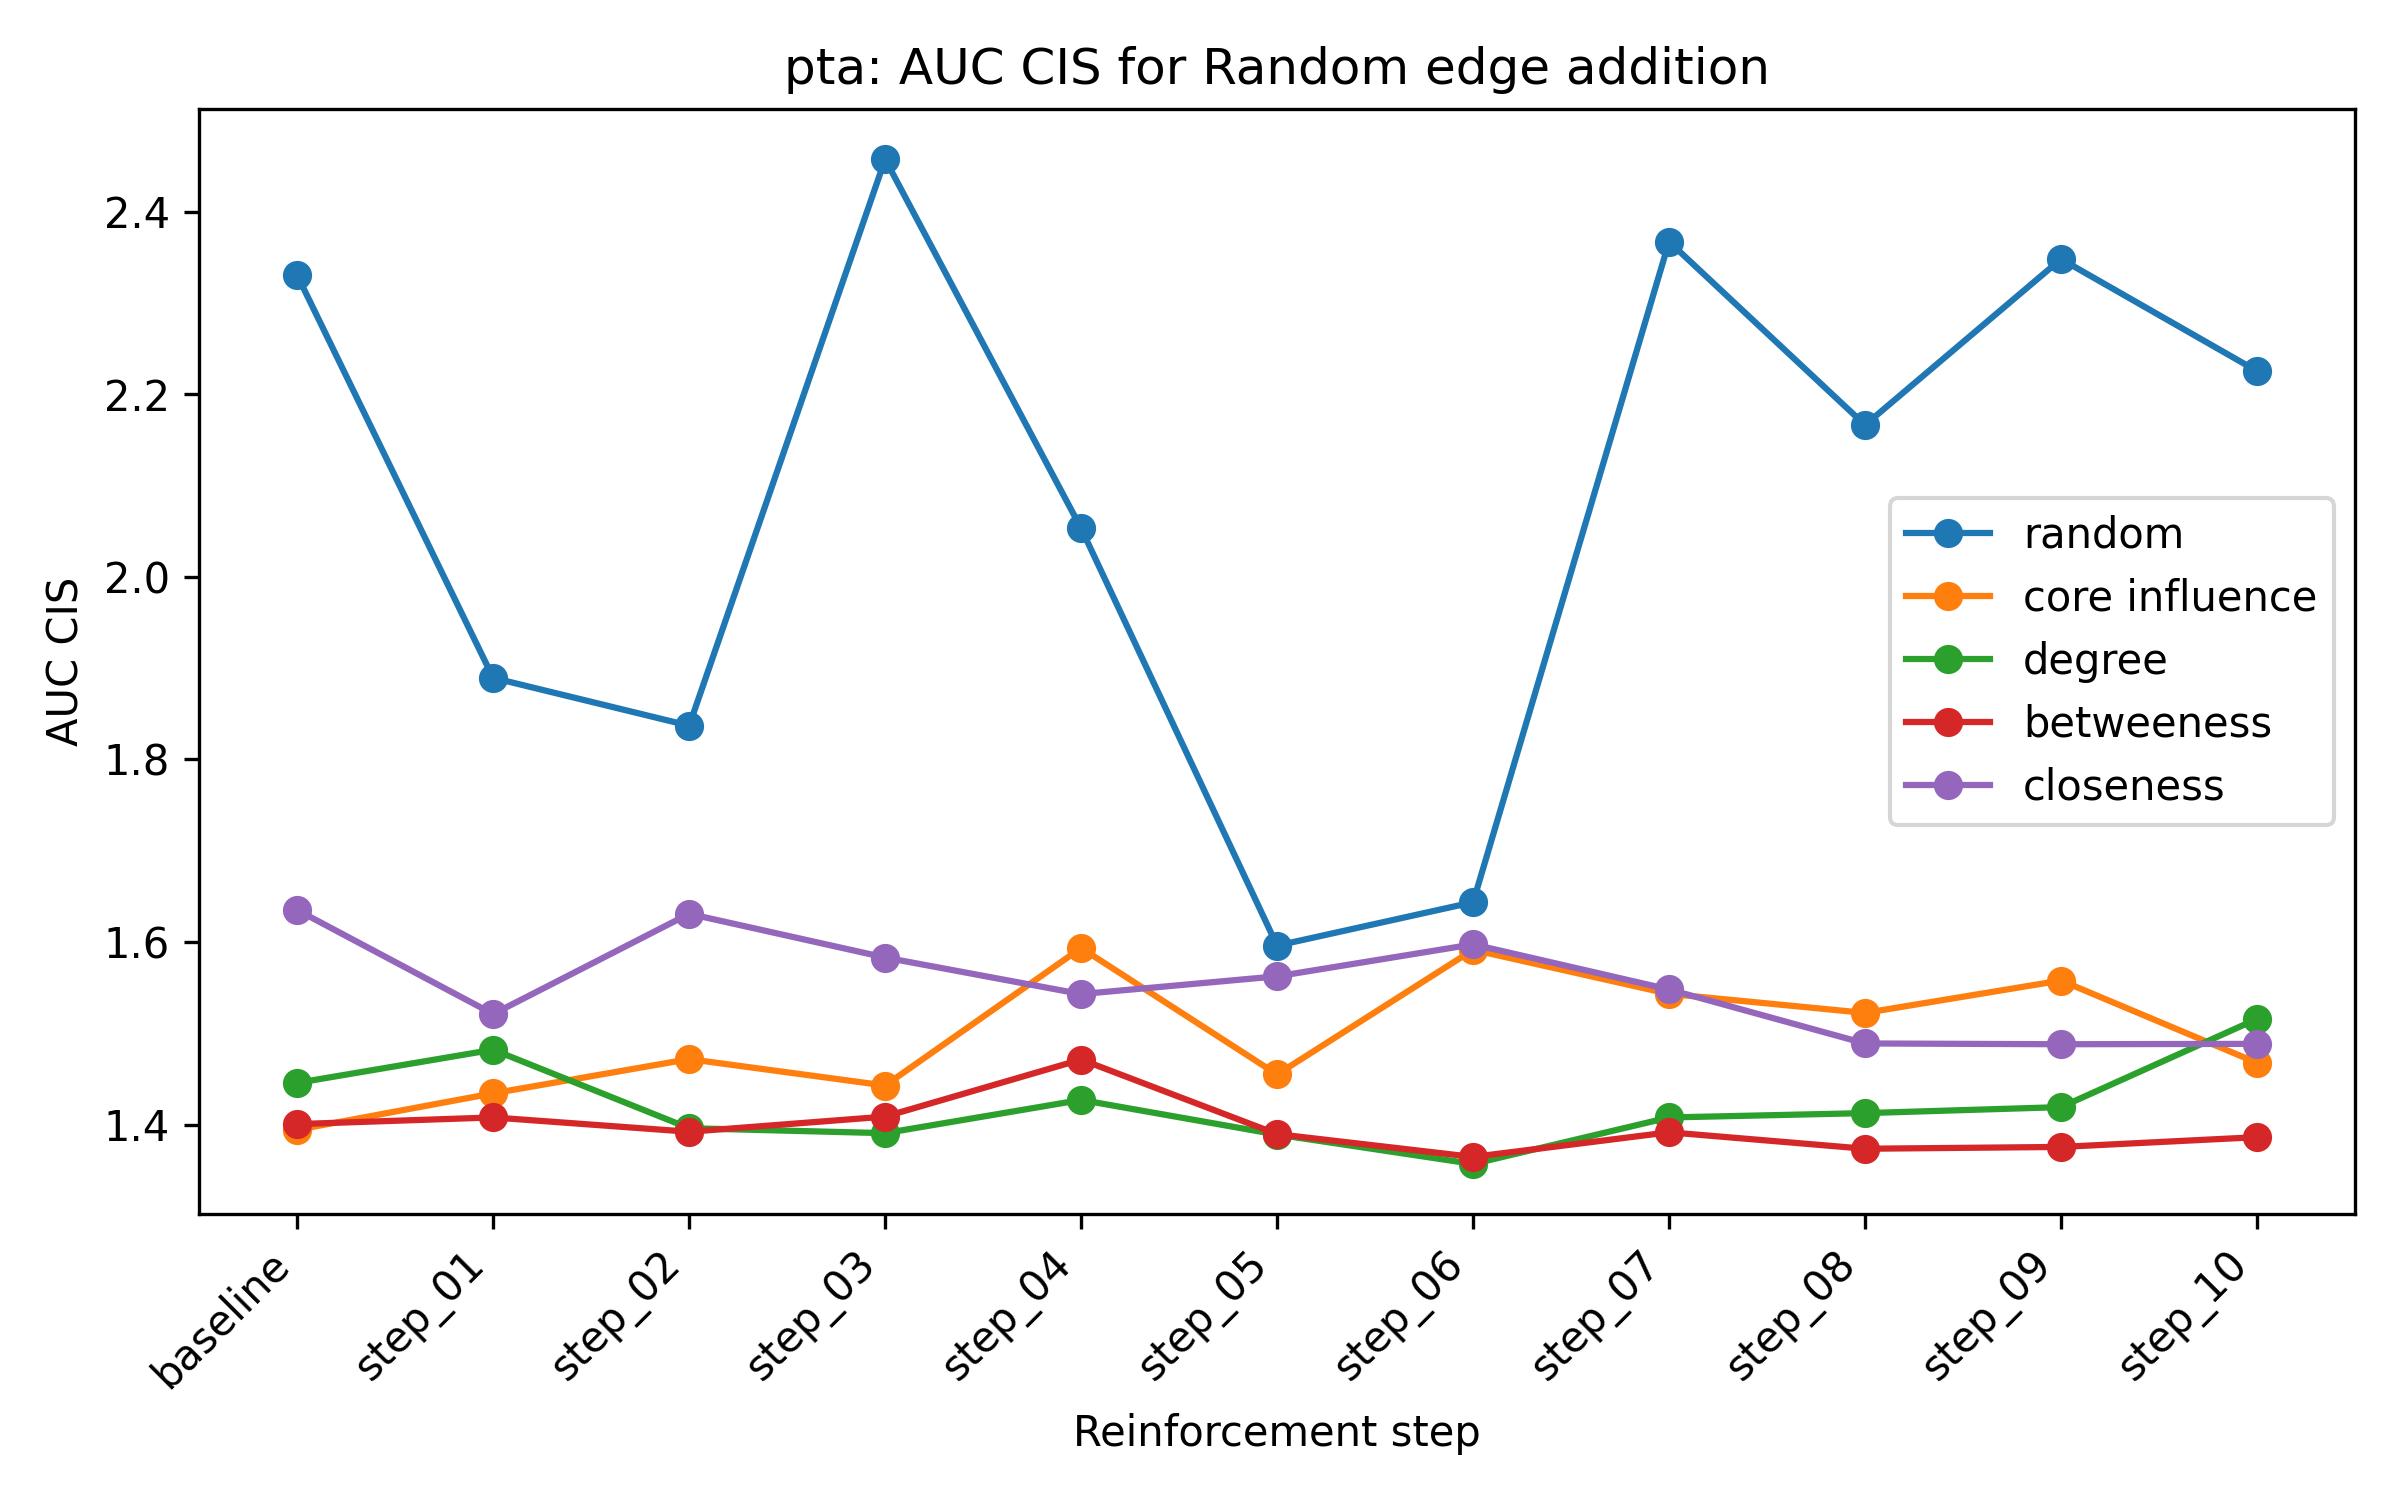 pta: AUC CIS for Random edge addition
AUC CIS
2.4
2.2
2.0
1.8
1.6
1.4
random
core influence
degree
betweeness
closeness
baseline
step_01
step_02
step_03
step_04
step_05
step_06
step_07
step_08
step_09
step_10
Reinforcement step